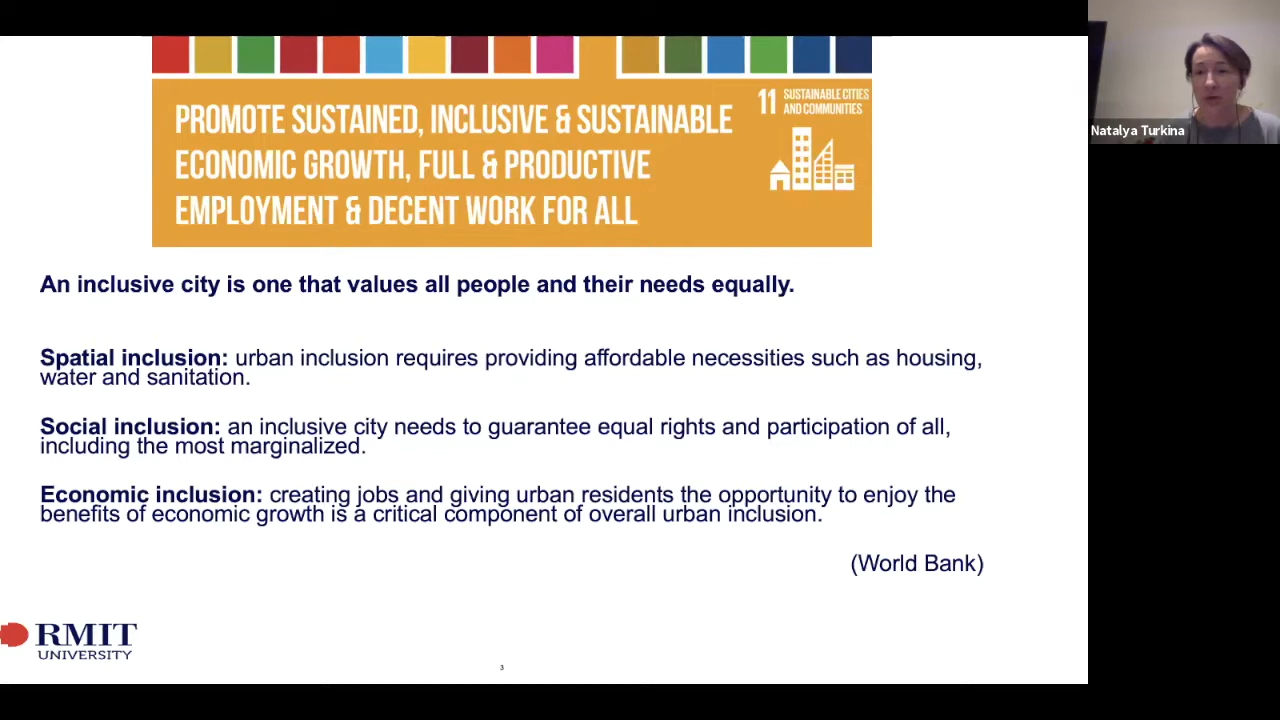 PROMOTE SUSTAINED, INCLUSIVE & SUSTAINABLE
ECONOMIC GROWTH, FULL & PRODUCTIVE
EMPLOYMENT & DECENT WORK FOR ALL
11 SUSTAINABLE CITIES
AND COMMUNITIES
Natalya Turkina
An inclusive city is one that values all people and their needs equally.
Spatial inclusion: urban inclusion requires providing affordable necessities such as housing,
water and sanitation.
Social inclusion: an inclusive city needs to guarantee equal rights and participation of all,
including the most marginalized.
Economic inclusion: creating jobs and giving urban residents the opportunity to enjoy the
benefits of economic growth is a critical component of overall urban inclusion.
(World Bank)
RMIT
UNIVERSITY
3